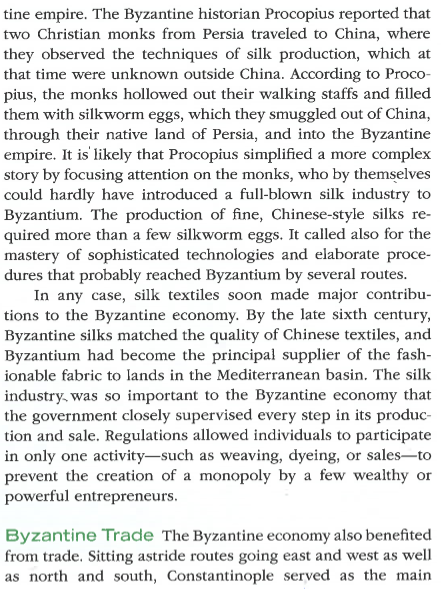 tine empire. The Byzantine historian Procopius reported that
two Christian monks from Persia traveled to China, where
they observed the techniques of silk production, which at
that time were unknown outside China. According to Proco-
pius, the monks hollowed out their walking staffs and filled
them with silkworm eggs, which they smuggled out of China,
through their native land of Persia, and into the Byzantine
empire. It is likely that Procopius simplified a more complex
story by focusing attention on the monks, who by themselves
could hardly have introduced a full-blown silk industry to
Byzantium. The production of fine, Chinese-style silks re-
quired more than a few silkworm eggs. It called also for the
mastery of sophisticated technologies and elaborate proce-
dures that probably reached Byzantium by several routes.
In any case, silk textiles soon made major contribu-
tions to the Byzantine economy. By the late sixth century,
Byzantine silks matched the quality of Chinese textiles, and
Byzantium had become the principal supplier of the fash-
ionable fabric to lands in the Mediterranean basin. The silk
industry was so important to the Byzantine economy that
the government closely supervised every step in its produc-
tion and sale. Regulations allowed individuals to participate
in only one activity—such as weaving, dyeing, or sales—to
prevent the creation of a monopoly by a few wealthy or
powerful entrepreneurs.
Byzantine Trade The Byzantine economy also benefited
from trade. Sitting astride routes going east and west as well
as north and south, Constantinople served as the main